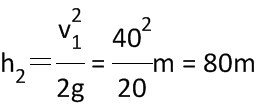 h₂ = v₁²/2g = 40²/20 m = 80m